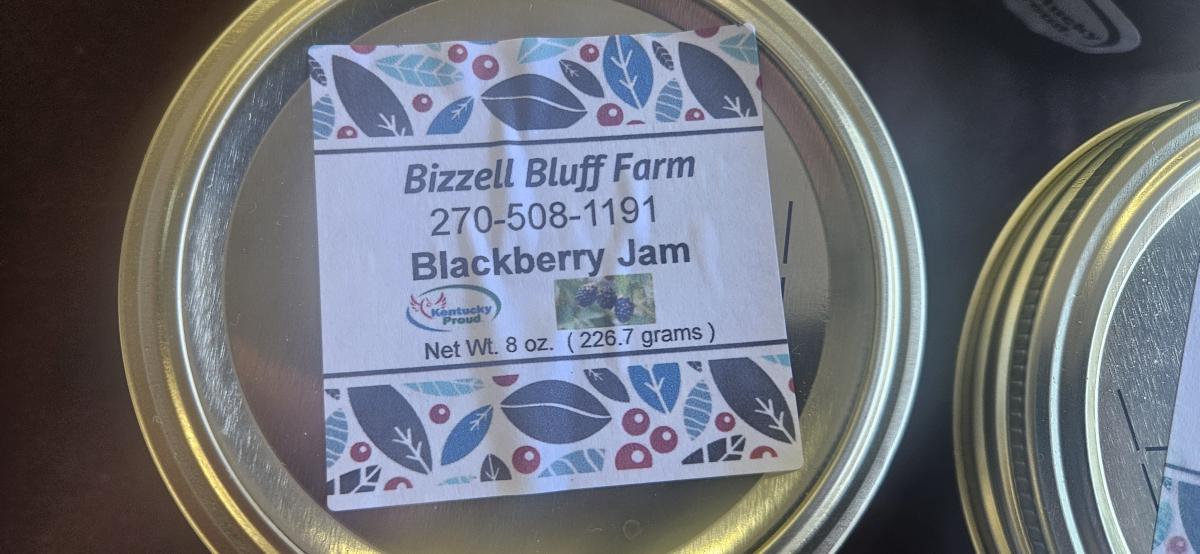 Bizzell Bluff Farm
270-508-1191
Blackberry Jam
Kentucky
Proud
Net Wt. 8 oz. ( 226.7 grams )